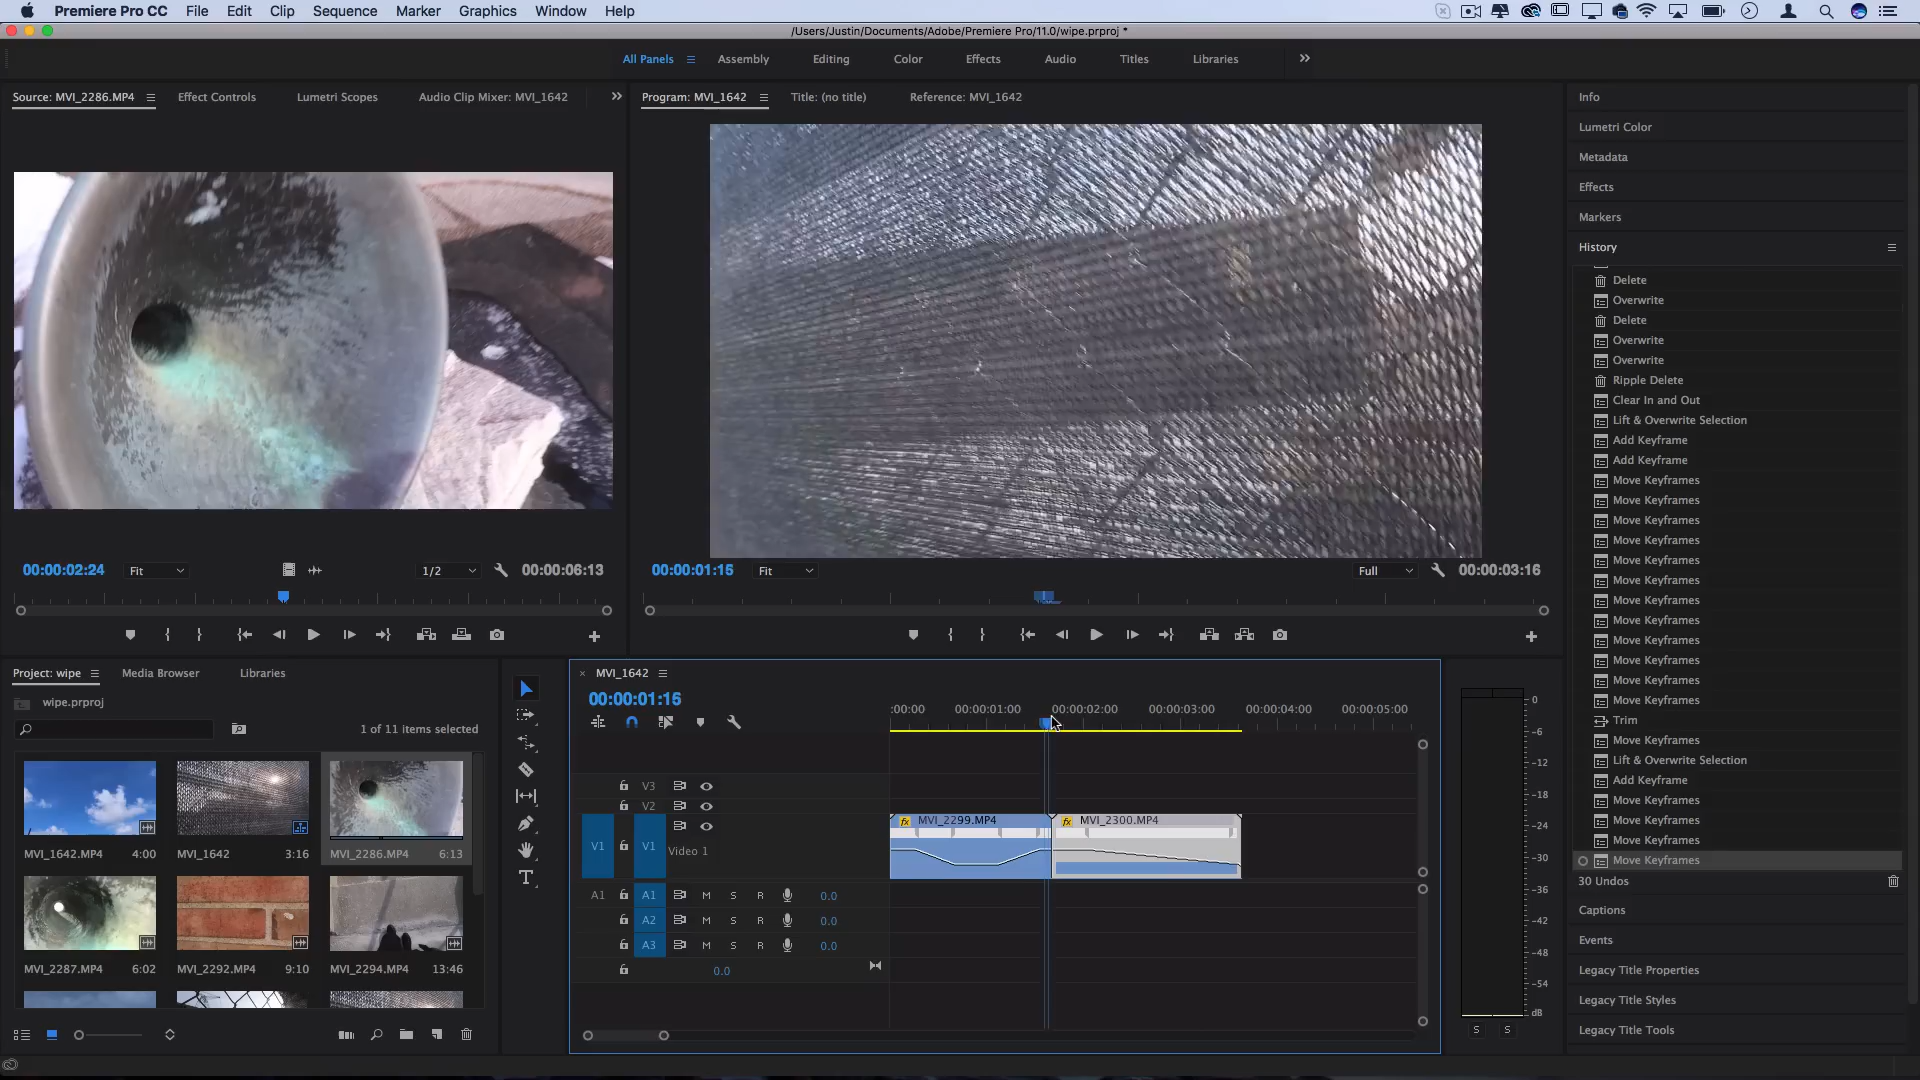 Premiere Pro CC File Edit Clip Sequence Marker Graphics Window Help
/Users/Justin/Documents/Adobe/Premiere Pro/11.0/wipe.prproj *
All Panels Assembly Editing Color Effects Audio Titles Libraries
Source: MVI_2286.MP4 Effect Controls Lumetri Scopes Audio Clip Mixer: MVI_1642
Program: MVI_1642 Title: (no title) Reference: MVI_1642
00:00:02:24 Fit 1/2 00:00:06:13
00:00:01:15 Fit Full 00:00:03:16
Project: wipe Media Browser Libraries
wipe.prproj
1 of 11 items selected
MVI_1642.MP4 4:00 MVI_1642 3:16 MVI_2286.MP4 6:13
MVI_2287.MP4 6:02 MVI_2292.MP4 9:10 MVI_2294.MP4 13:46
MVI_1642
00:00:01:15
:00:00 00:00:01:00 00:00:02:00 00:00:03:00 00:00:04:00 00:00:05:00
V3
V2
V1 V1 Video 1
fx MVI_2299.MP4 fx MVI_2300.MP4
A1 A1 M S R 0.0
A2 M S R 0.0
A3 M S R 0.0
0.0
0
-6
-12
-18
-24
-30
-36
-42
-48
-54
dB
S S
Info
Lumetri Color
Metadata
Effects
Markers
History
Delete
Overwrite
Delete
Overwrite
Overwrite
Ripple Delete
Clear In and Out
Lift & Overwrite Selection
Add Keyframe
Add Keyframe
Move Keyframes
Move Keyframes
Move Keyframes
Move Keyframes
Move Keyframes
Move Keyframes
Move Keyframes
Move Keyframes
Move Keyframes
Move Keyframes
Move Keyframes
Move Keyframes
Trim
Move Keyframes
Lift & Overwrite Selection
Add Keyframe
Move Keyframes
Move Keyframes
Move Keyframes
Move Keyframes
30 Undos
Captions
Events
Legacy Title Properties
Legacy Title Styles
Legacy Title Tools